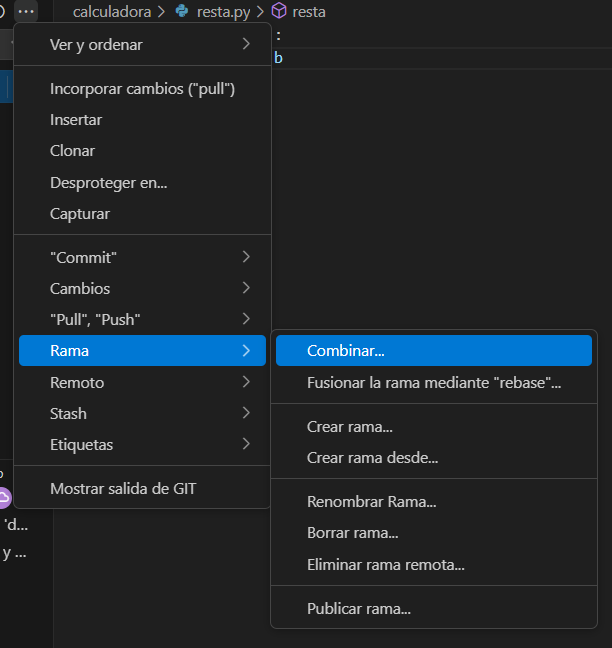 calculadora > resta.py > resta
:
b
Ver y ordenar
Incorporar cambios ("pull")
Insertar
Clonar
Desproteger en...
Capturar
"Commit"
Cambios
"Pull", "Push"
Rama
Remoto
Stash
Etiquetas
Mostrar salida de GIT
Combinar...
Fusionar la rama mediante "rebase"...
Crear rama...
Crear rama desde...
Renombrar Rama...
Borrar rama...
Eliminar rama remota...
Publicar rama...
'd...
y ...